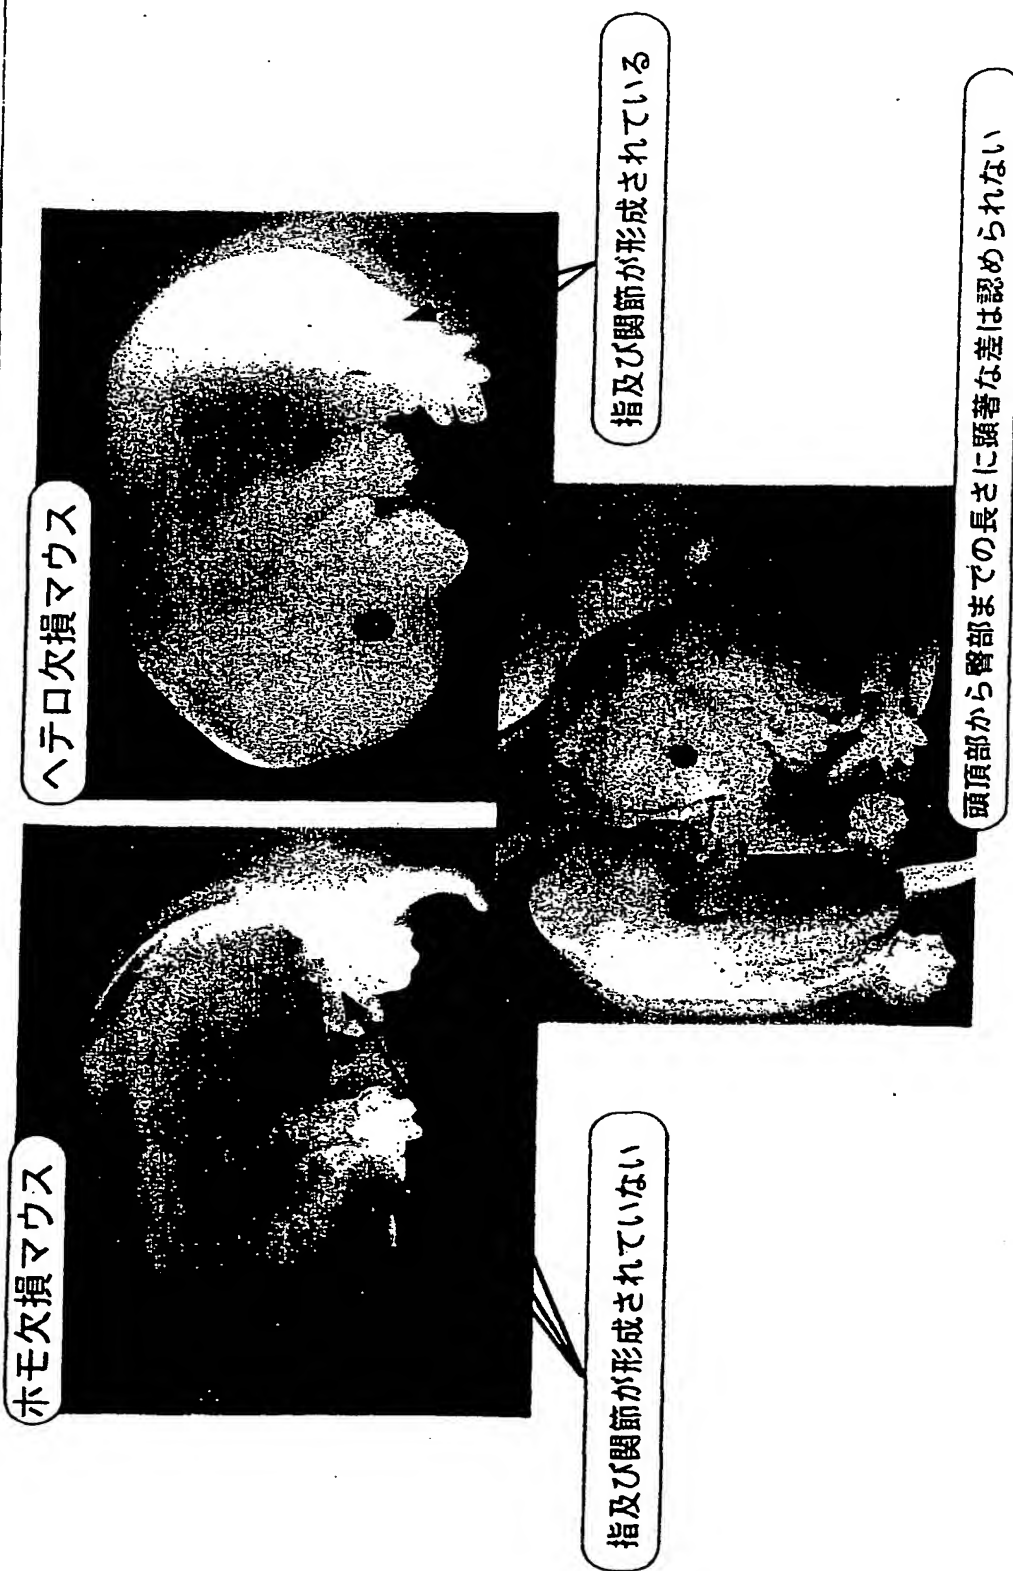 ホモ欠損マウス
ヘテロ欠損マウス
指及び関節が形成されていない
指及び関節が形成されている
頭頂部から臀部までの長さに顕著な差は認められない